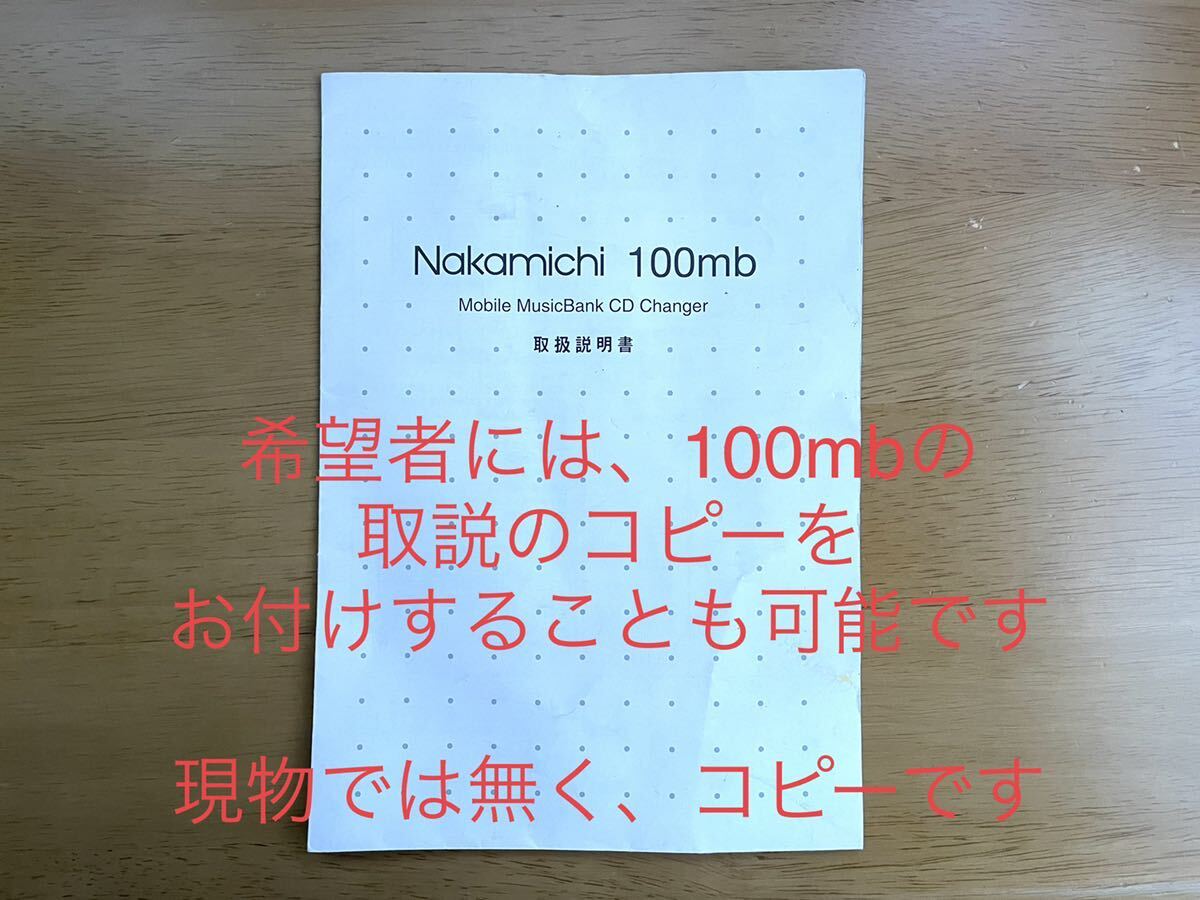 Nakamichi 100mb
Mobile MusicBank CD Changer
取扱説明書
希望者には、100mbの
取説のコピーを
お付けすることも可能です
現物では無く、コピーです